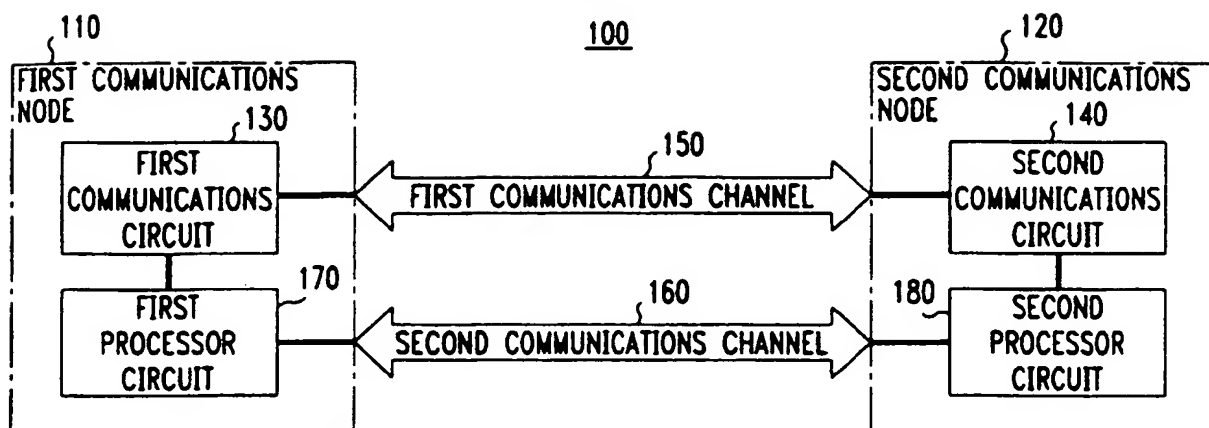 110
100
120
FIRST COMMUNICATIONS
NODE
SECOND COMMUNICATIONS
NODE
130
FIRST
COMMUNICATIONS
CIRCUIT
150
FIRST COMMUNICATIONS CHANNEL
140
SECOND
COMMUNICATIONS
CIRCUIT
170
FIRST
PROCESSOR
CIRCUIT
160
SECOND COMMUNICATIONS CHANNEL
180
SECOND
PROCESSOR
CIRCUIT